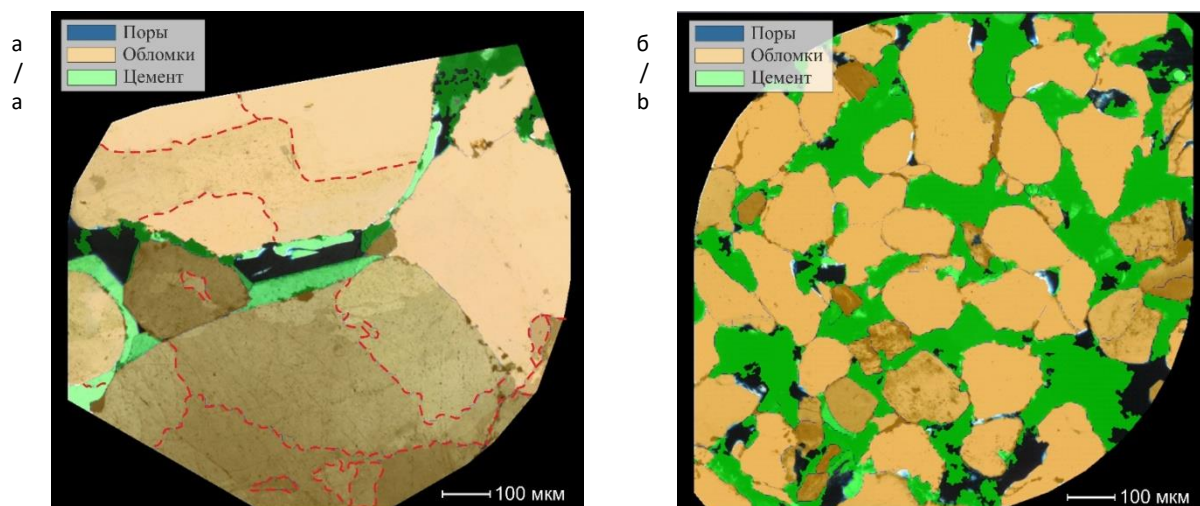 а
/
a
Поры
Обломки
Цемент
100 мкм
б
/
b
Поры
Обломки
Цемент
100 мкм